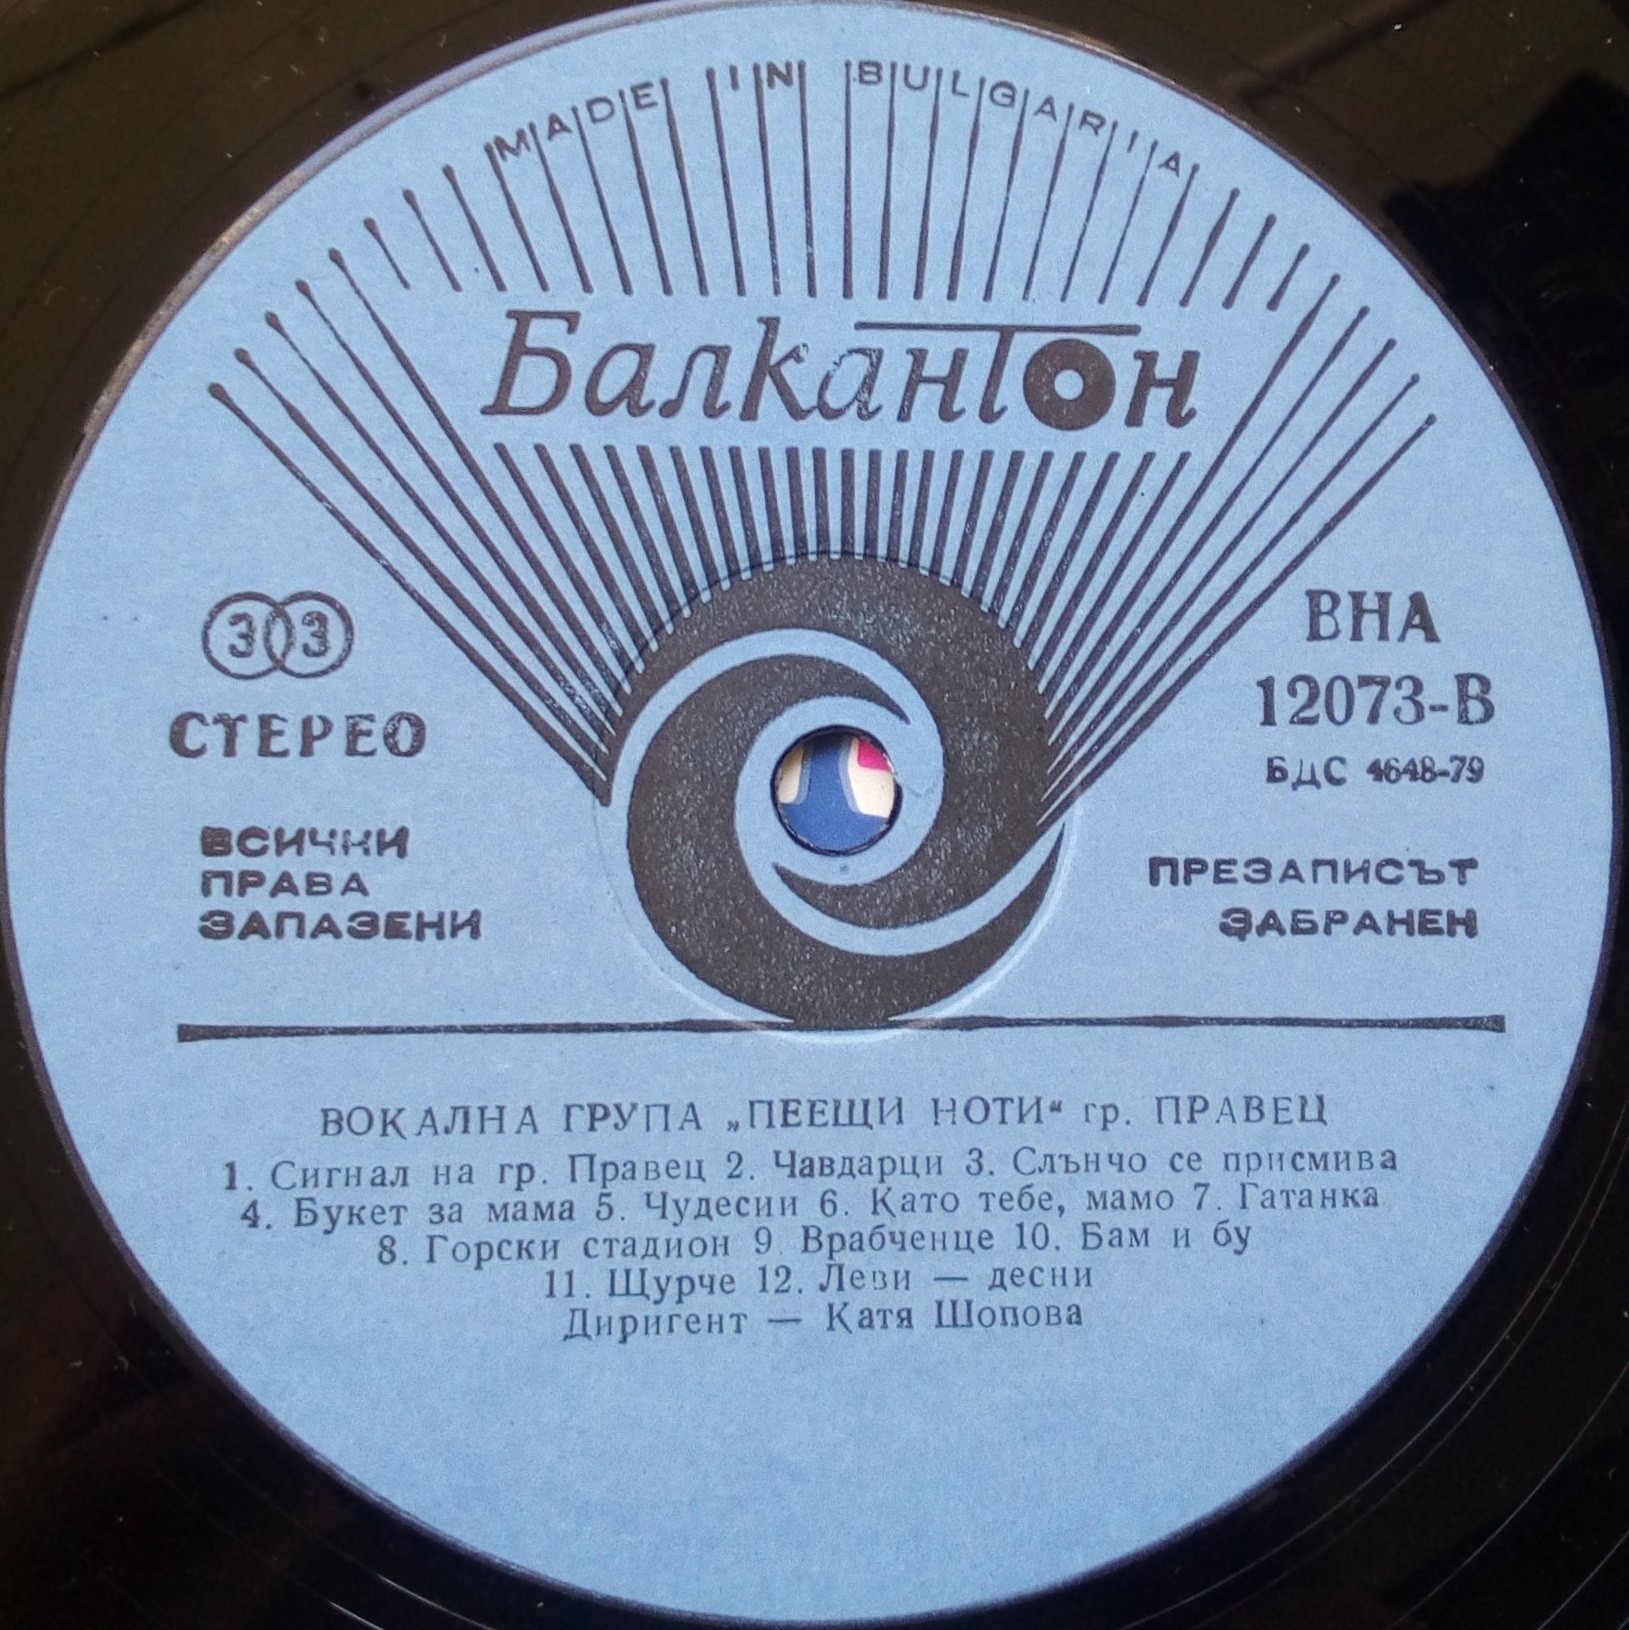 MADE IN BULGARIA
Балкантон
33
СТЕРЕО
ВНА
12073-В
БДС 4648-79
ВСИЧКИ
ПРАВА
ЗАПАЗЕНИ
ПРЕЗАПИСЪТ
ЗАБРАНЕН
ВОКАЛНА ГРУПА „ПЕЕЩИ НОТИ“ гр. ПРАВЕЦ
1. Сигнал на гр. Правец 2. Чавдарци 3. Слънчо се присмива
4. Букет за мама 5. Чудесии 6. Като тебе, мамо 7. Гатанка
8. Горски стадион 9. Врабченце 10. Бам и бу
11. Щурче 12. Леви — десни
Диригент — Катя Шопова